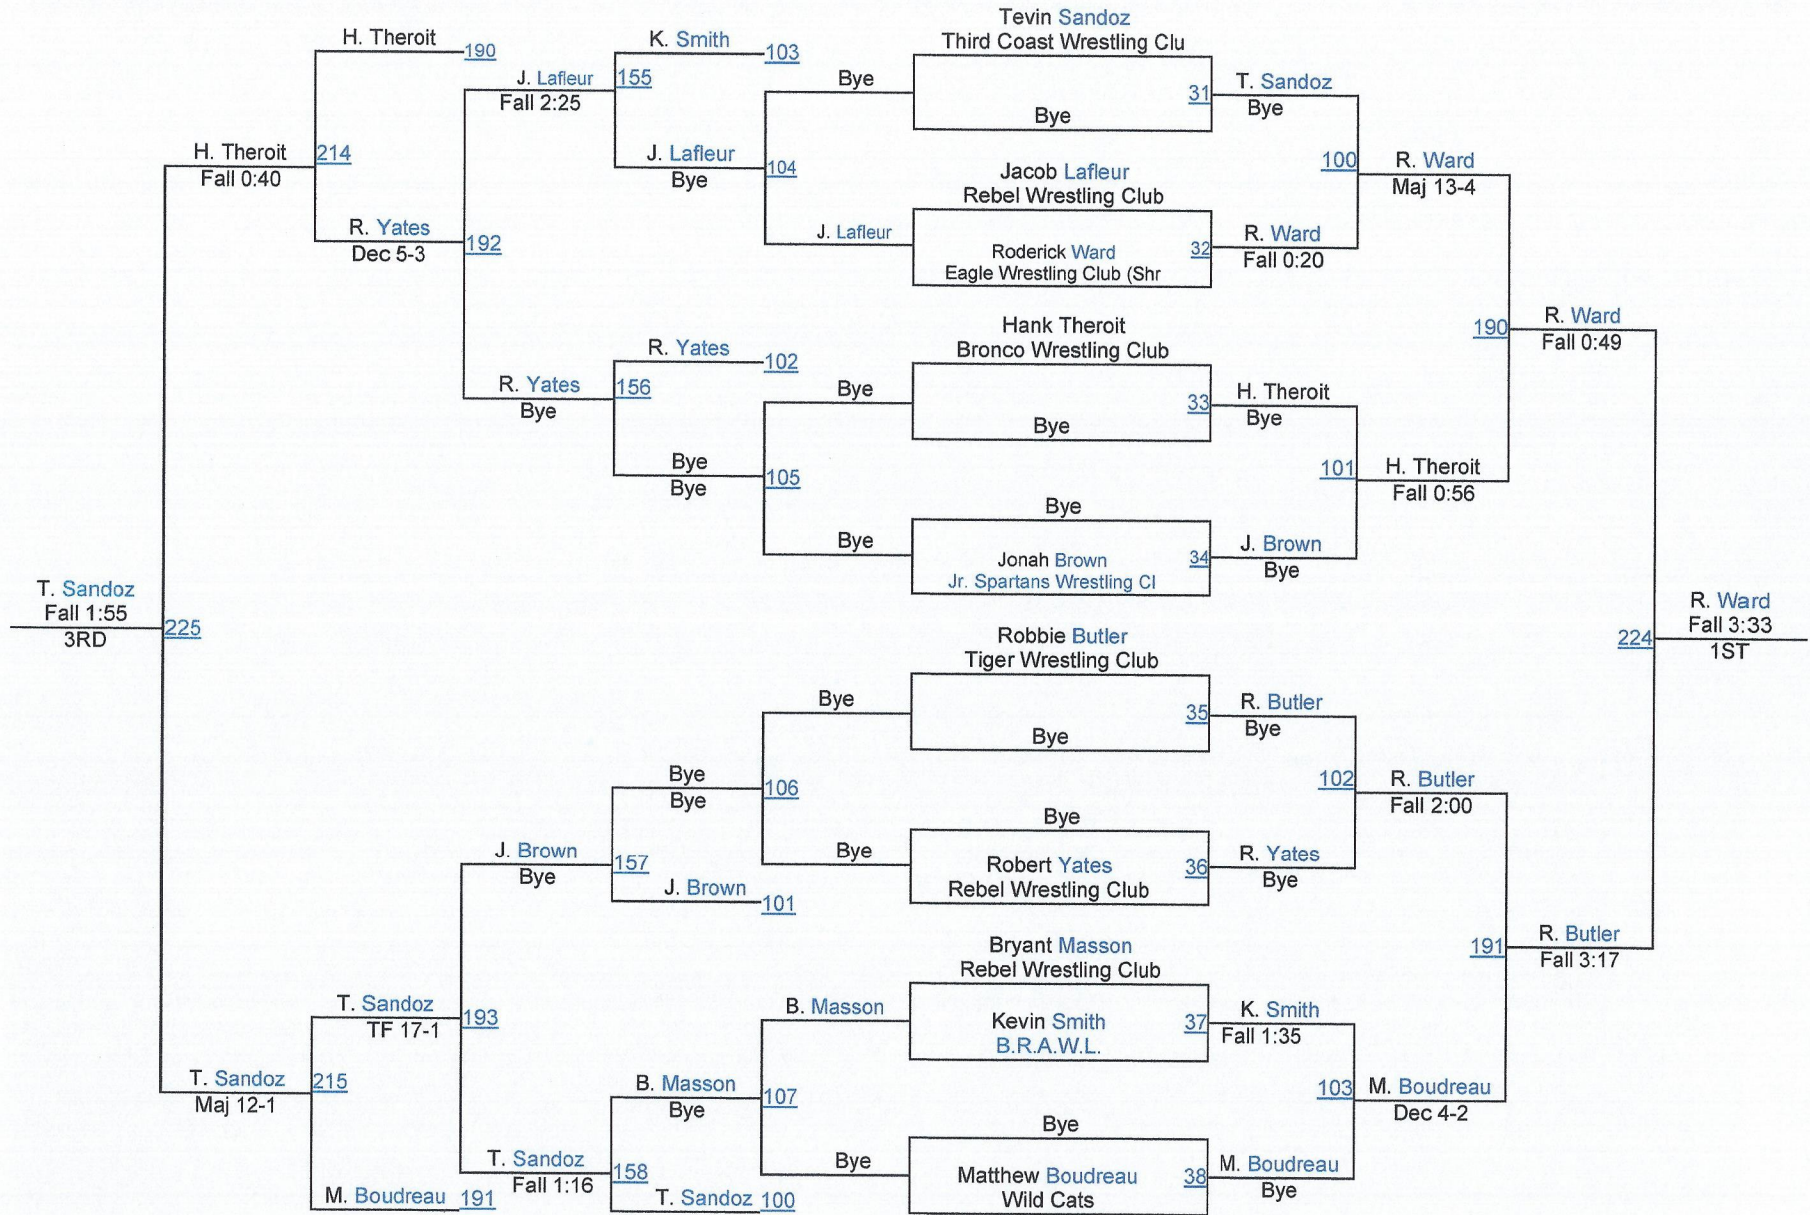 H. Theroit
190
H. Theroit
Fall 0:40
214
R. Yates
Dec 5-3
192
J. Lafleur
Fall 2:25
155
K. Smith
103
J. Lafleur
Bye
104
Bye
J. Lafleur
R. Yates
Bye
156
R. Yates
102
Bye
Bye
105
Bye
Bye
T. Sandoz
Fall 1:55
3RD
225
T. Sandoz
Maj 12-1
215
T. Sandoz
TF 17-1
193
M. Boudreau 191
J. Brown
Bye
157
Bye
Bye
106
Bye
Bye
J. Brown
101
T. Sandoz
Fall 1:16
158
B. Masson
Bye
107
B. Masson
Bye
T. Sandoz 100
Tevin Sandoz
Third Coast Wrestling Clu
31
Bye
Jacob Lafleur
Rebel Wrestling Club
Roderick Ward
32
Eagle Wrestling Club (Shr
Hank Theroit
Bronco Wrestling Club
33
Bye
Bye
Jonah Brown
34
Jr. Spartans Wrestling Cl
Robbie Butler
Tiger Wrestling Club
35
Bye
Bye
Robert Yates
36
Rebel Wrestling Club
Bryant Masson
Rebel Wrestling Club
Kevin Smith
37
B.R.A.W.L.
Bye
Matthew Boudreau
38
Wild Cats
T. Sandoz
Bye
100
R. Ward
Fall 0:20
R. Ward
Maj 13-4
H. Theroit
Bye
101
J. Brown
Bye
H. Theroit
Fall 0:56
190
R. Ward
Fall 0:49
R. Butler
Bye
102
R. Yates
Bye
R. Butler
Fall 2:00
K. Smith
Fall 1:35
103
M. Boudreau
Bye
M. Boudreau
Dec 4-2
191
R. Butler
Fall 3:17
224
R. Ward
Fall 3:33
1ST